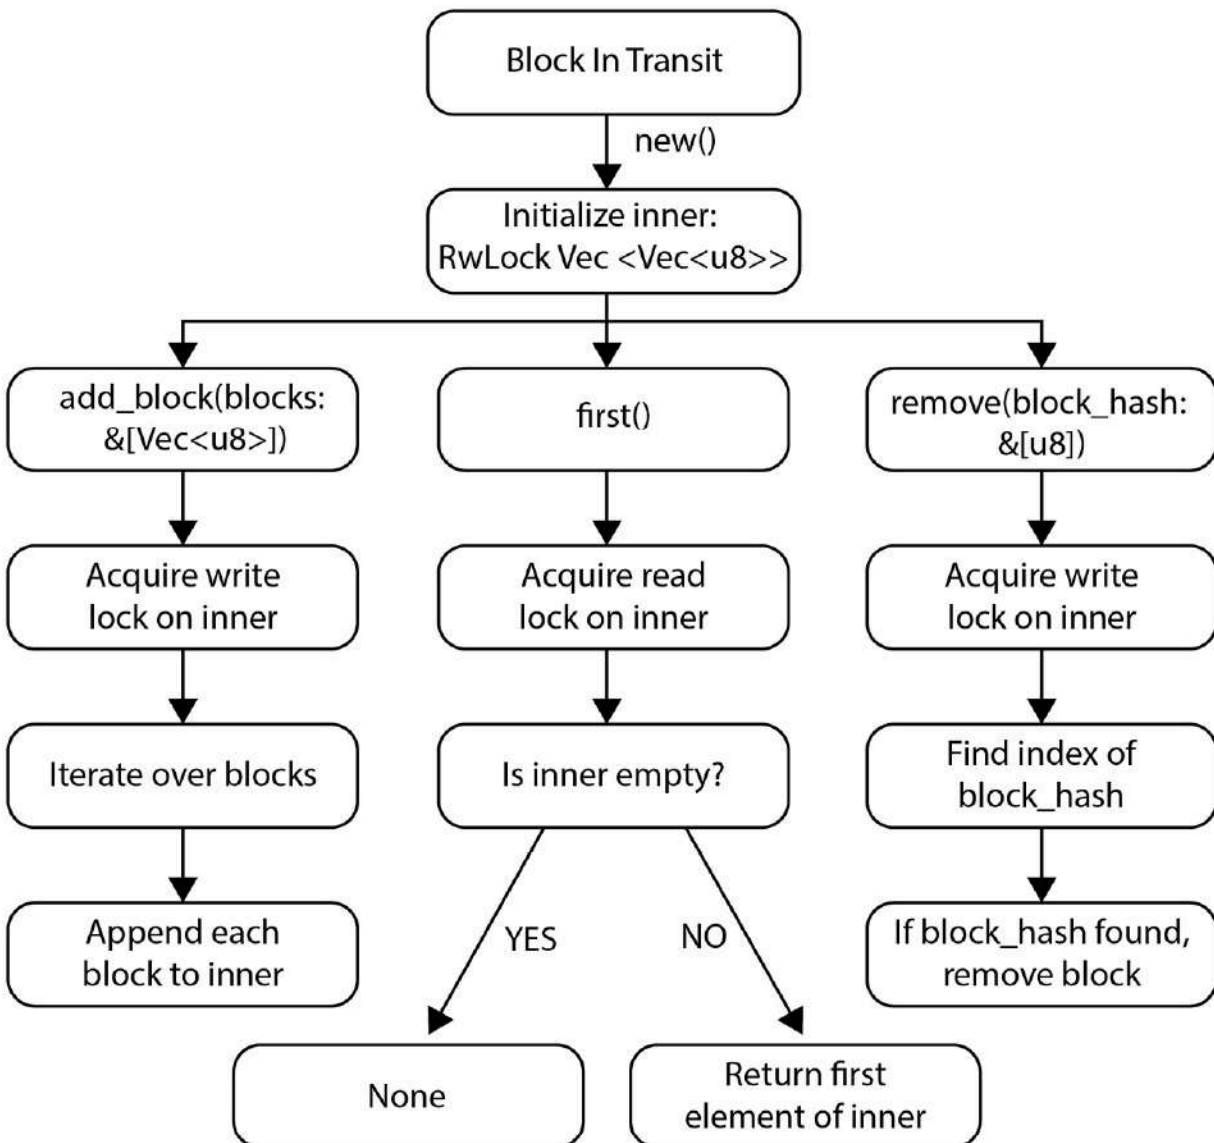 Block In Transit
new()
Initialize inner:
RwLock Vec <Vec<u8>>
add_block(blocks:
&[Vec<u8>])
first()
remove(block_hash:
&[u8])
Acquire write
lock on inner
Acquire read
lock on inner
Acquire write
lock on inner
Iterate over blocks
Is inner empty?
Find index of
block_hash
Append each
block to inner
YES
NO
If block_hash found,
remove block
None
Return first
element of inner